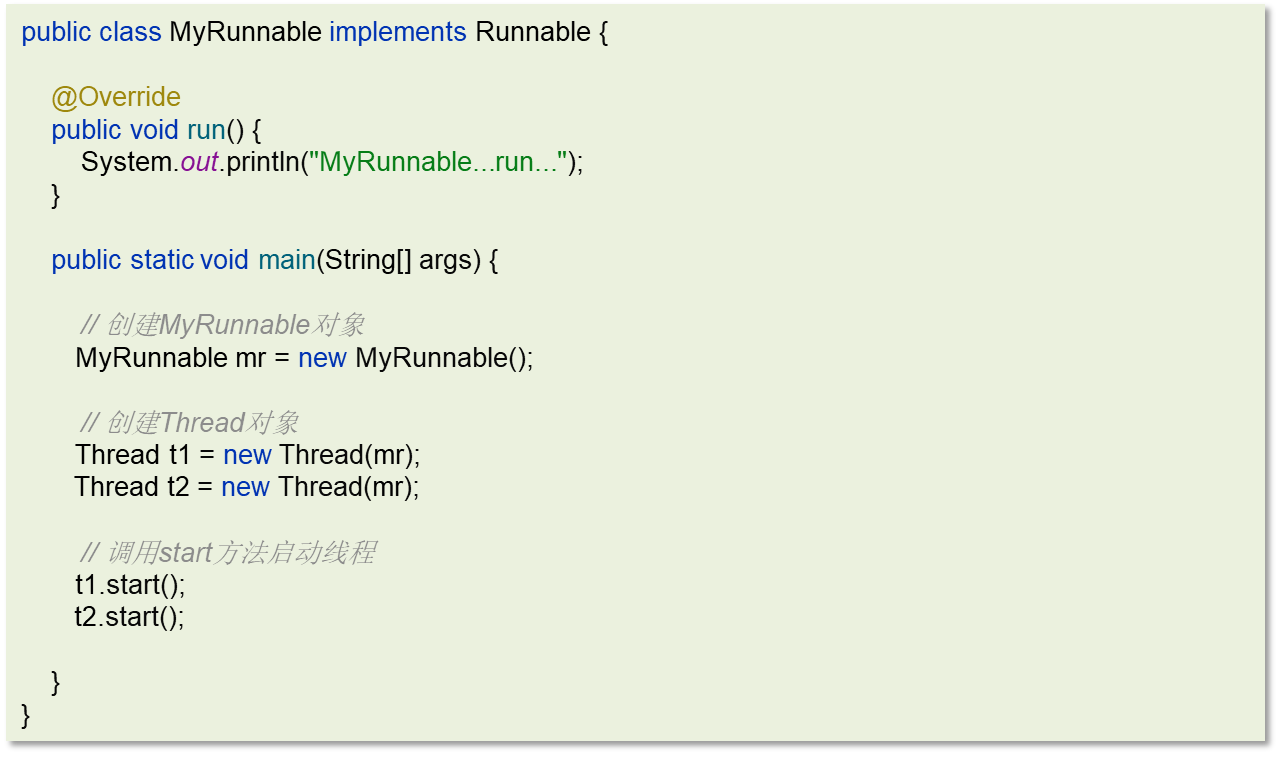 public class MyRunnable implements Runnable {
@Override
public void run() {
System.out.println("MyRunnable...run...");
}
public static void main(String[] args) {
// 创建MyRunnable对象
MyRunnable mr = new MyRunnable();
// 创建Thread对象
Thread t1 = new Thread(mr);
Thread t2 = new Thread(mr);
// 调用start方法启动线程
t1.start();
t2.start();
}
}